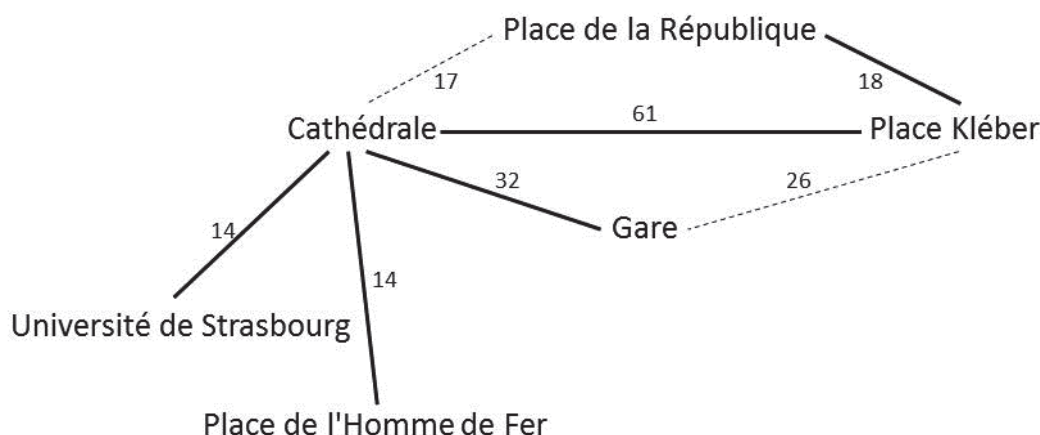 Place de la République
17
18
61
Cathédrale
Place Kléber
32
26
Gare
14
14
Université de Strasbourg
Place de l'Homme de Fer